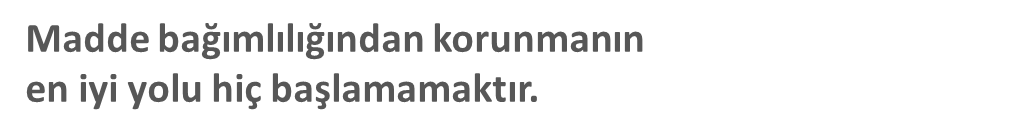 Madde bağımlılığından korunmanın
en iyi yolu hiç başlamamaktır.